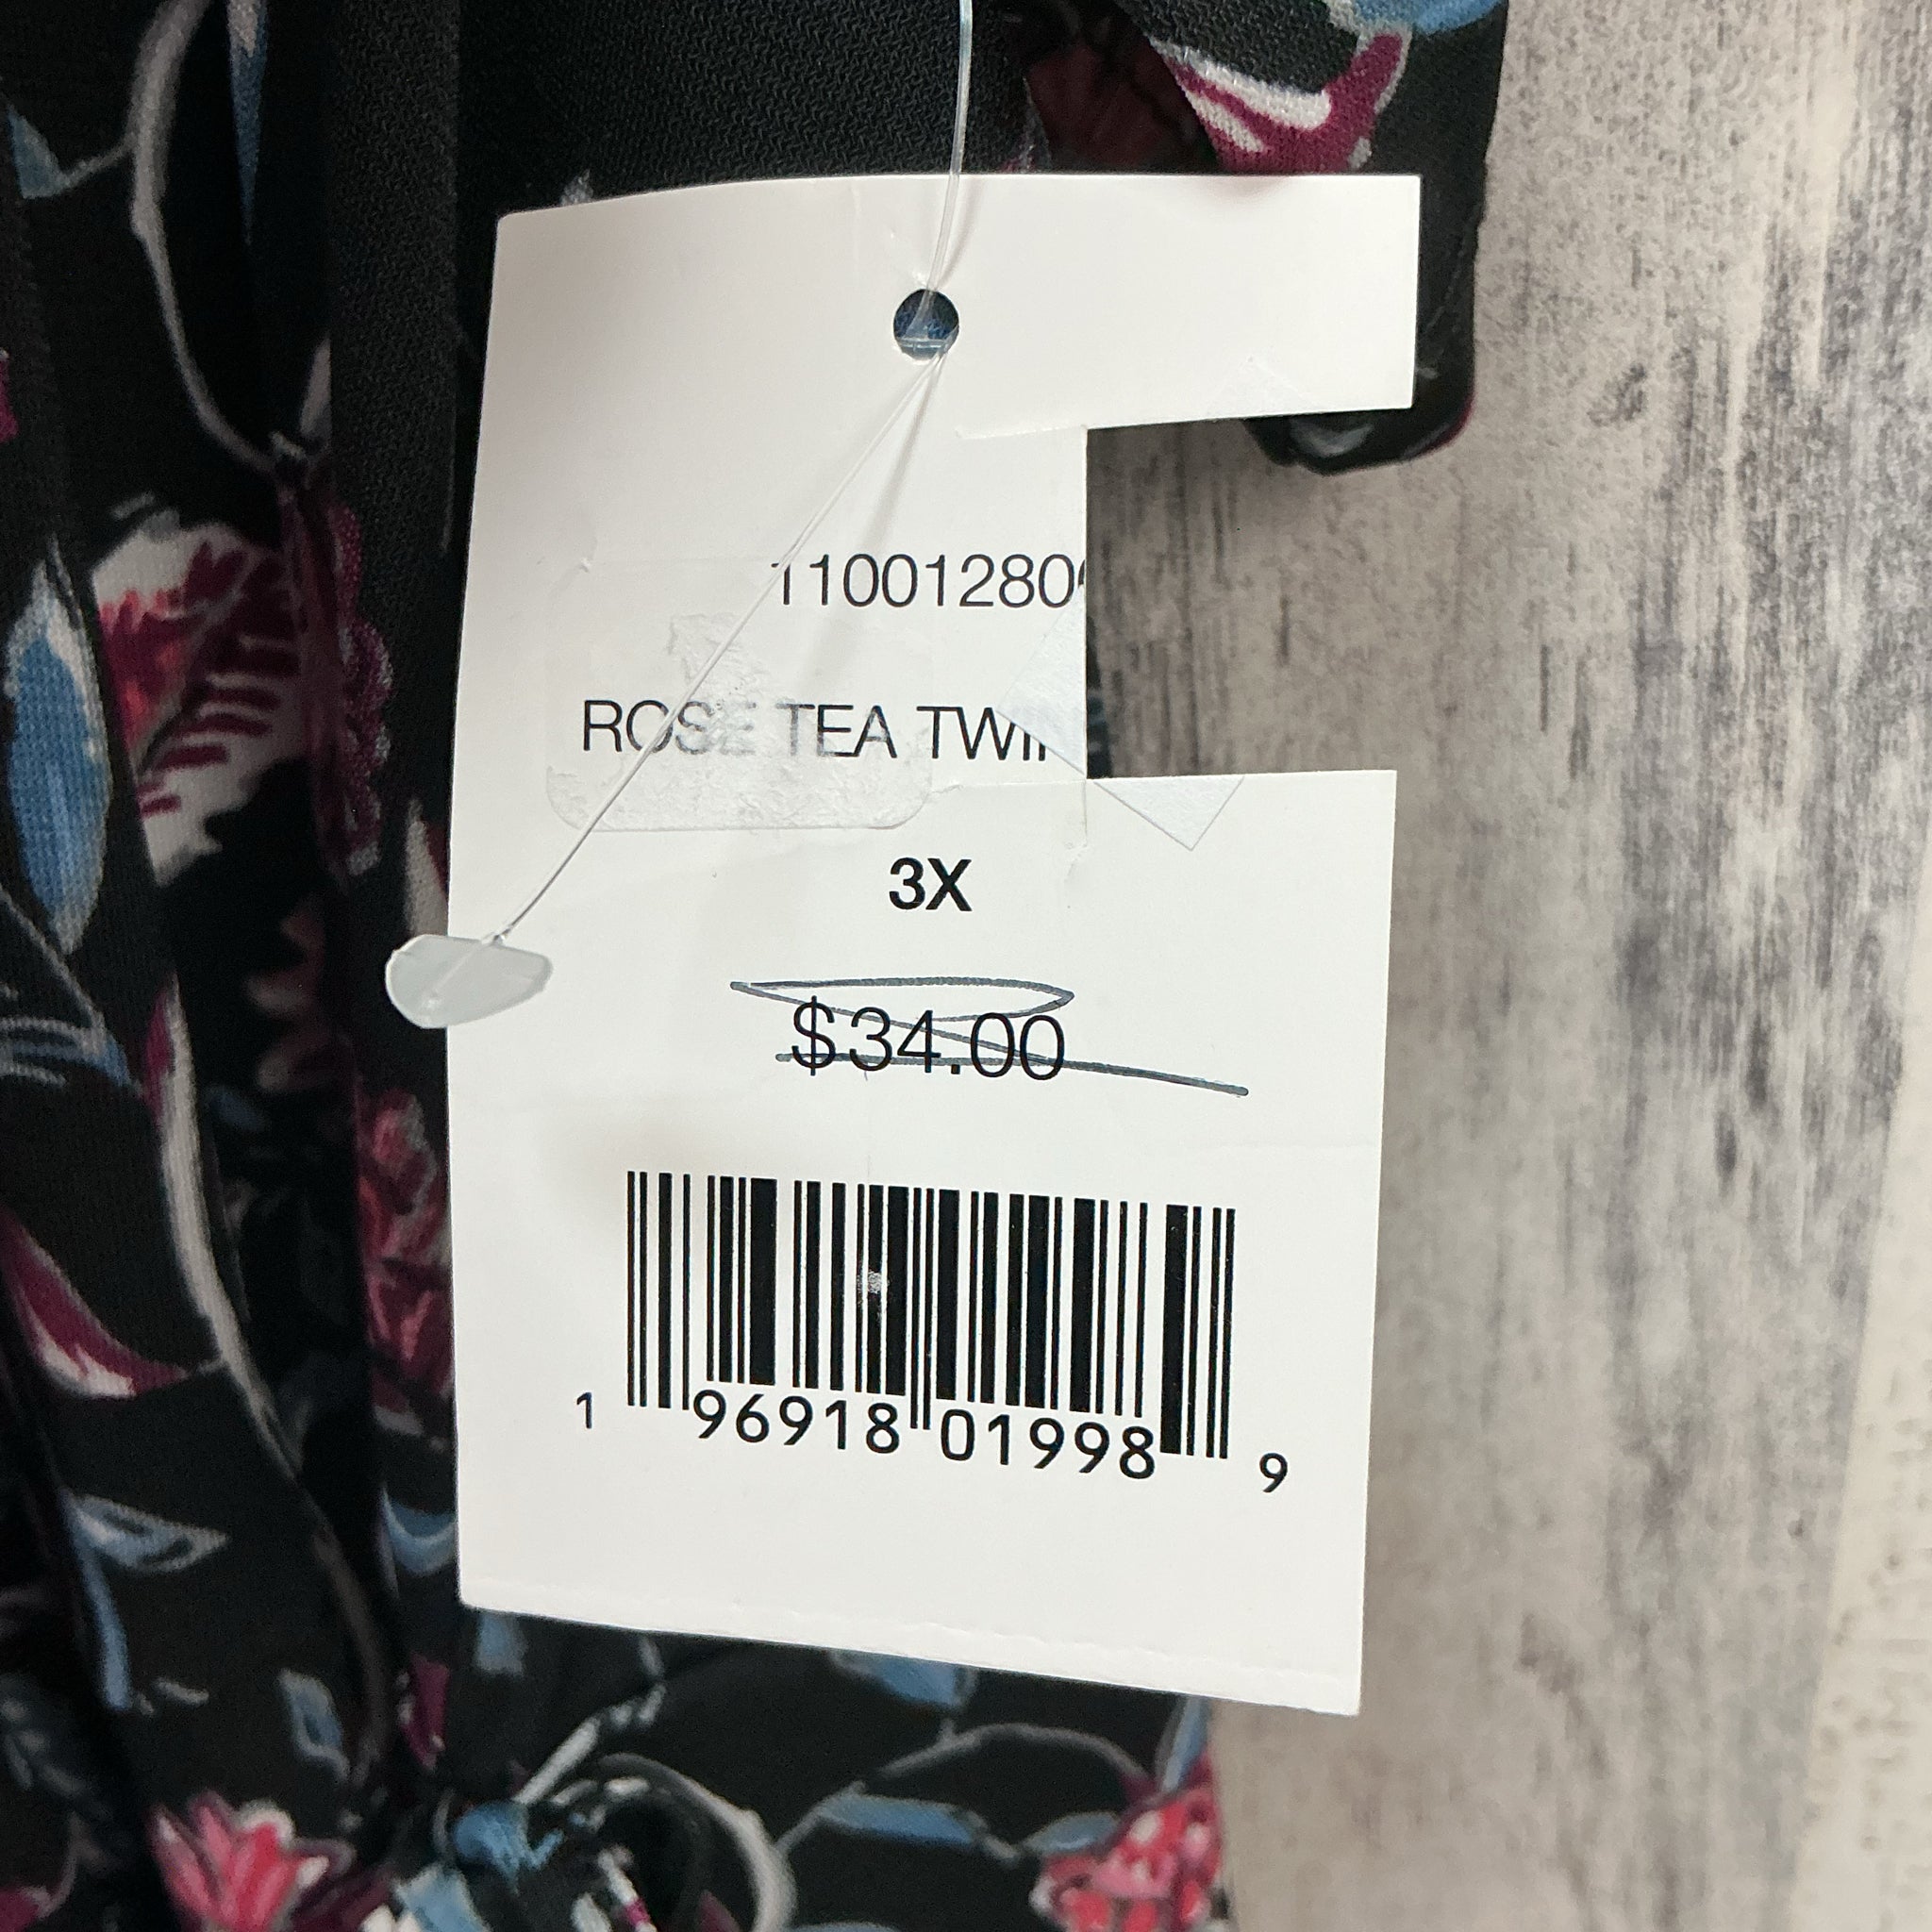 110012800
ROSE TEA TWI
3X
$34.00
1 96918 01998 9